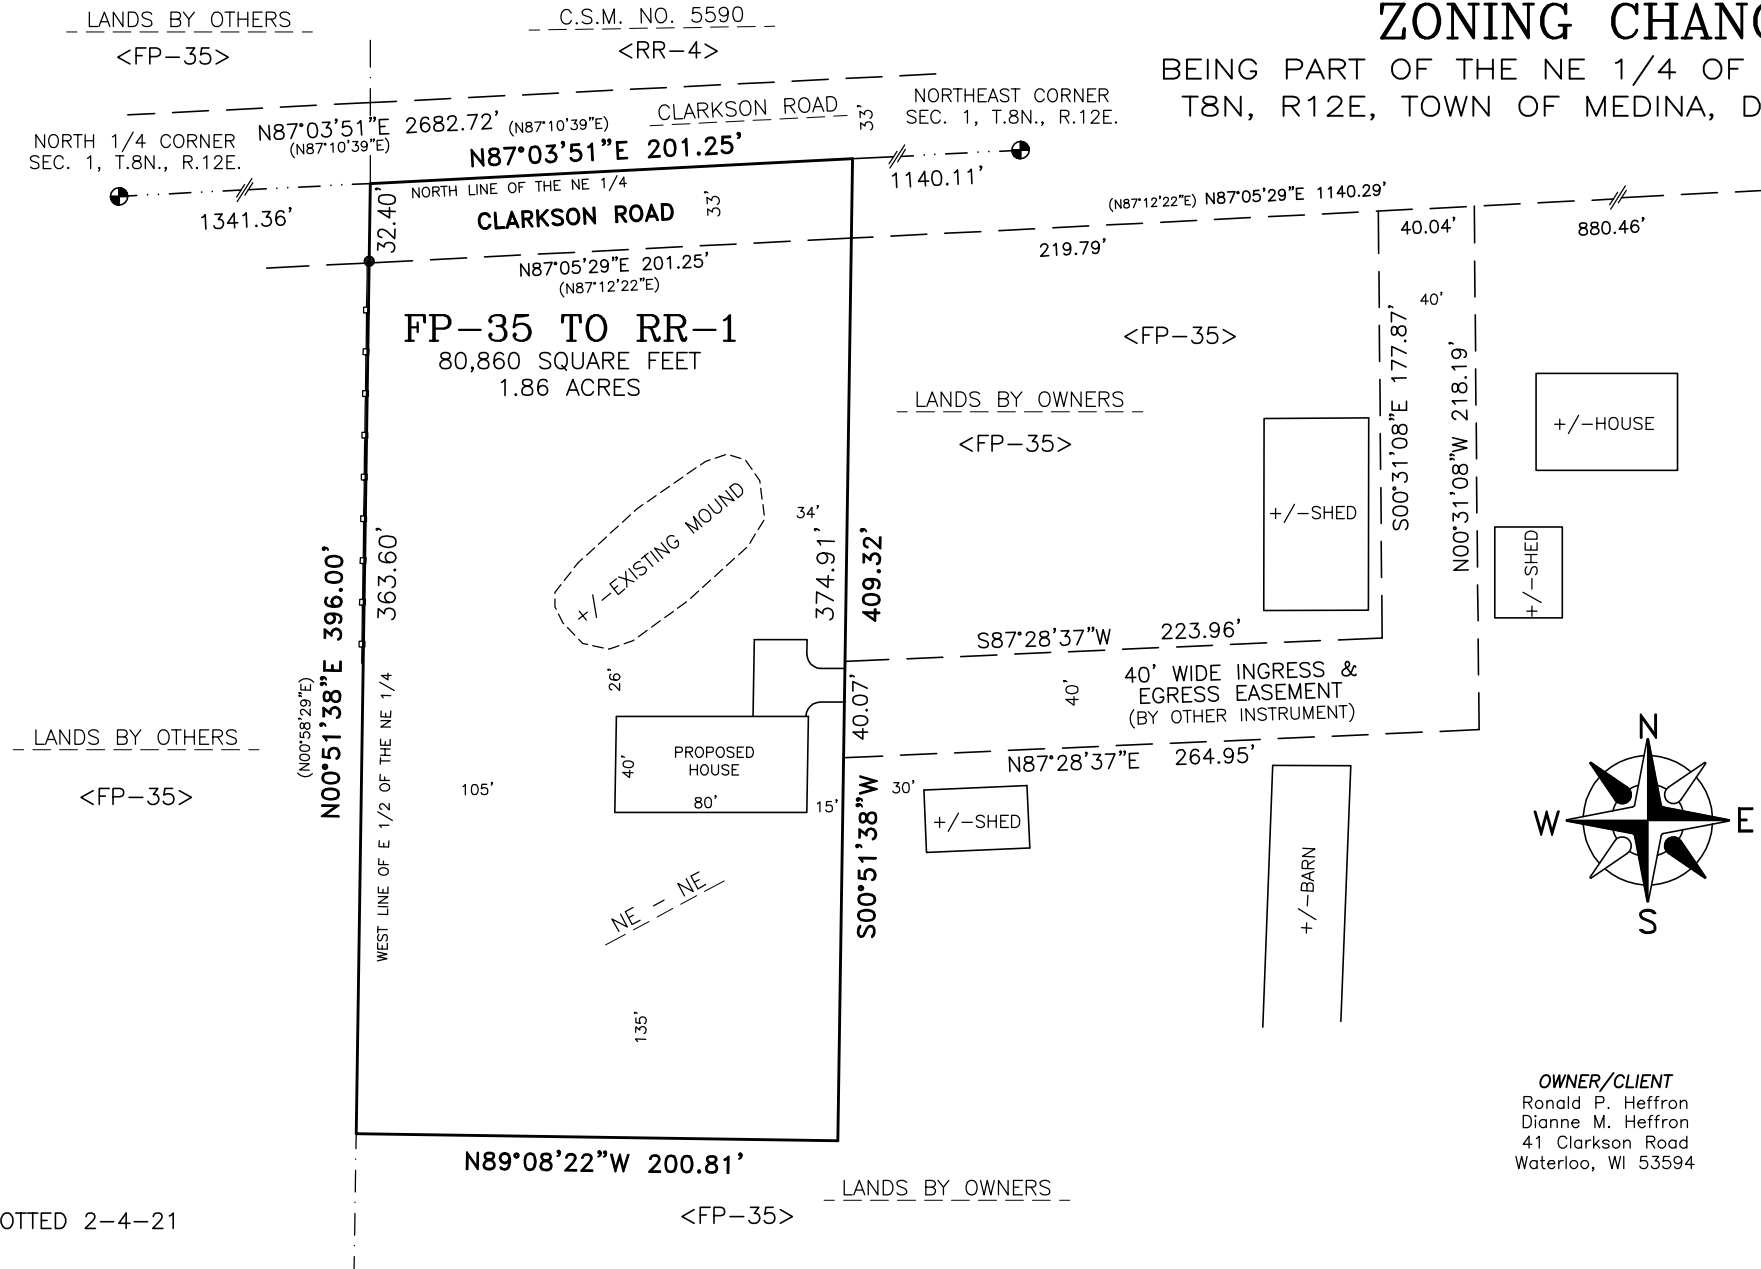 LANDS BY OTHERS
<FP-35>
C.S.M. NO. 5590
<RR-4>
ZONING CHANG
BEING PART OF THE NE 1/4 OF
T8N, R12E, TOWN OF MEDINA, D
NORTH 1/4 CORNER
SEC. 1, T.8N., R.12E.
N87°03'51"E 2682.72' (N87°10'39"E)
(N87°10'39"E)
CLARKSON ROAD
33'
NORTHEAST CORNER
SEC. 1, T.8N., R.12E.
N87°03'51"E 201.25'
1341.36'
1140.11'
NORTH LINE OF THE NE 1/4
32.40'
CLARKSON ROAD
33'
(N87°12'22"E) N87°05'29"E 1140.29'
219.79'
40.04'
880.46'
N87°05'29"E 201.25'
(N87°12'22"E)
FP-35 TO RR-1
80,860 SQUARE FEET
1.86 ACRES
<FP-35>
LANDS BY OWNERS
<FP-35>
40'
S00°31'08"E 177.87'
N00°31'08"W 218.19'
+/-HOUSE
+/-SHED
+/-SHED
+/-EXISTING MOUND
34'
374.91'
409.32'
363.60'
N00°51'38"E 396.00'
(N00°58'29"E)
WEST LINE OF E 1/2 OF THE NE 1/4
26'
S87°28'37"W 223.96'
40' WIDE INGRESS &
EGRESS EASEMENT
(BY OTHER INSTRUMENT)
40'
40.07'
N87°28'37"E 264.95'
LANDS BY OTHERS
<FP-35>
PROPOSED
HOUSE
40'
80'
105'
15'
30'
S00°51'38"W
+/-SHED
+/-BARN
N
W
E
S
NE - NE
135'
N89°08'22"W 200.81'
LANDS BY OWNERS
<FP-35>
OWNER/CLIENT
Ronald P. Heffron
Dianne M. Heffron
41 Clarkson Road
Waterloo, WI 53594
OTTED 2-4-21